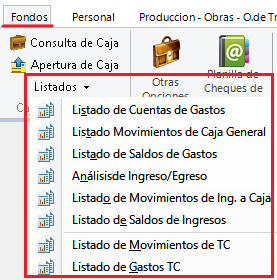 Fondos Personal Produccion - Obras - O.de Tr
Consulta de Caja
Apertura de Caja
Listados
Otras
Opciones
Planilla de
Cheques de
Listado de Cuentas de Gastos
Listado Movimientos de Caja General
Listado de Saldos de Gastos
Análisisde Ingreso/Egreso
Listado de Movimientos de Ing. a Caja
Listado de Saldos de Ingresos
Listado de Movimientos de TC
Listado de Gastos TC